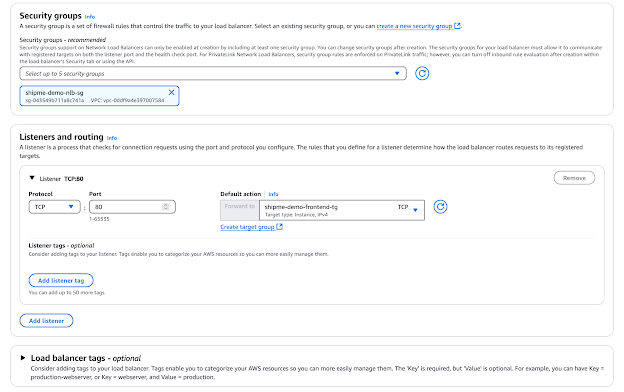 Security groups Info
A security group is a set of firewall rules that control the traffic to your load balancer. Select an existing security group, or you can create a new security group
Security groups - recommended
Security groups support on Network Load Balancers can only be enabled at creation by including at least one security group. You can change security groups after creation. The security groups for your load balancer must allow it to communicate
with registered targets on both the listener port and the health check port. For PrivateLink Network Load Balancers, security group rules are enforced on PrivateLink traffic; however, you can turn off inbound rule evaluation after creation within
the load balancer's Security tab or using the API.
Select up to 5 security groups
shipme-demo-nlb-sg
sg-043549b711a8c741a VPC: vpc-0ddf9a4e397007584
Listeners and routing Info
A listener is a process that checks for connection requests using the port and protocol you configure. The rules that you define for a listener determine how the load balancer routes requests to its registered
targets.
Listener TCP:80
Remove
Protocol Port Default action Info
TCP : 80 Forward to shipme-demo-frontend-tg TCP
Target type: Instance, IPv4
1-65535
Create target group
Listener tags - optional
Consider adding tags to your listener. Tags enable you to categorize your AWS resources so you can more easily manage them.
Add listener tag
You can add up to 50 more tags.
Add listener
Load balancer tags - optional
Consider adding tags to your load balancer. Tags enable you to categorize your AWS resources so you can more easily manage them. The 'Key' is required, but 'Value' is optional. For example, you can have Key =
production-webserver, or Key = webserver, and Value = production.